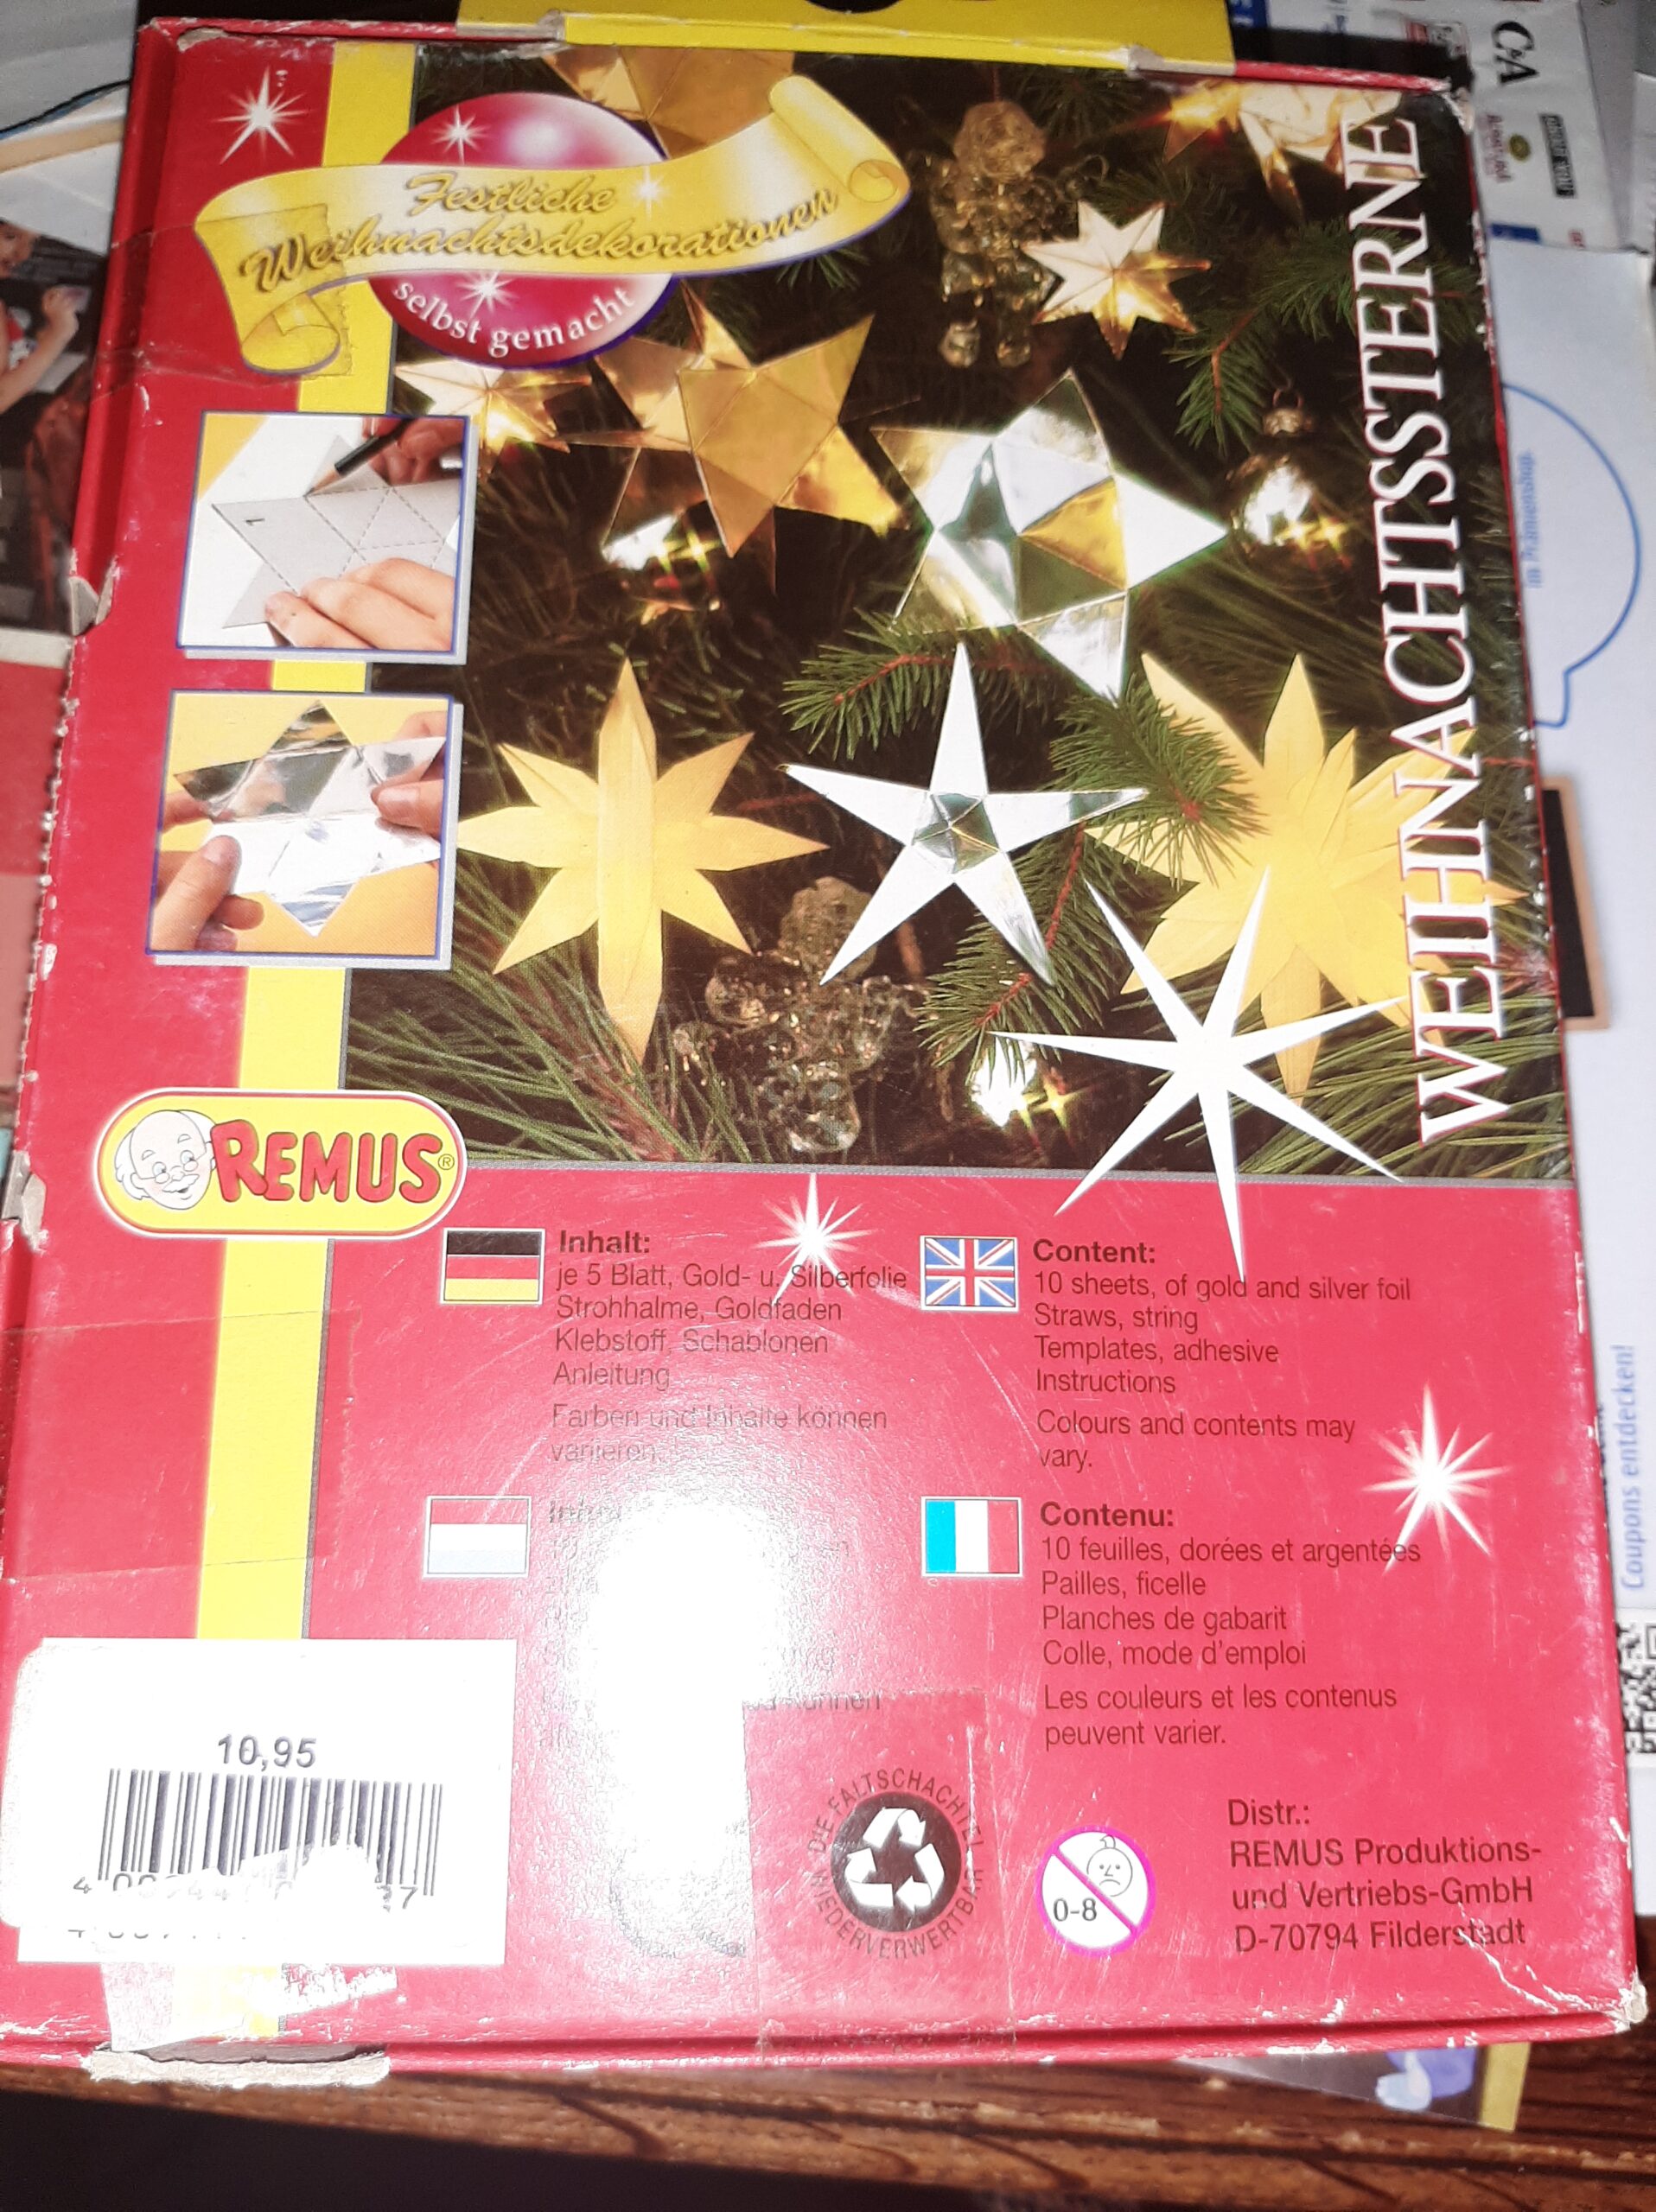 Festliche
Weihnachtsdekorationen
selbst gemacht
WEIHNACHTSSTERNE
1
REMUS®
Inhalt:
je 5 Blatt, Gold- u. Silberfolie
Strohhalme, Goldfaden
Klebstoff, Schablonen
Anleitung
Farben und Inhalte können
variieren.
Content:
10 sheets, of gold and silver foil
Straws, string
Templates, adhesive
Instructions
Colours and contents may
vary.
Contenu:
10 feuilles, dorées et argentées
Pailles, ficelle
Planches de gabarit
Colle, mode d'emploi
Les couleurs et les contenus
peuvent varier.
10,95
DIE FALTSCHACHTEL
WIEDERVERWERTBAR
0-8
Distr.:
REMUS Produktions-
und Vertriebs-GmbH
D-70794 Filderstadt
C&A
Coupons entdecken!